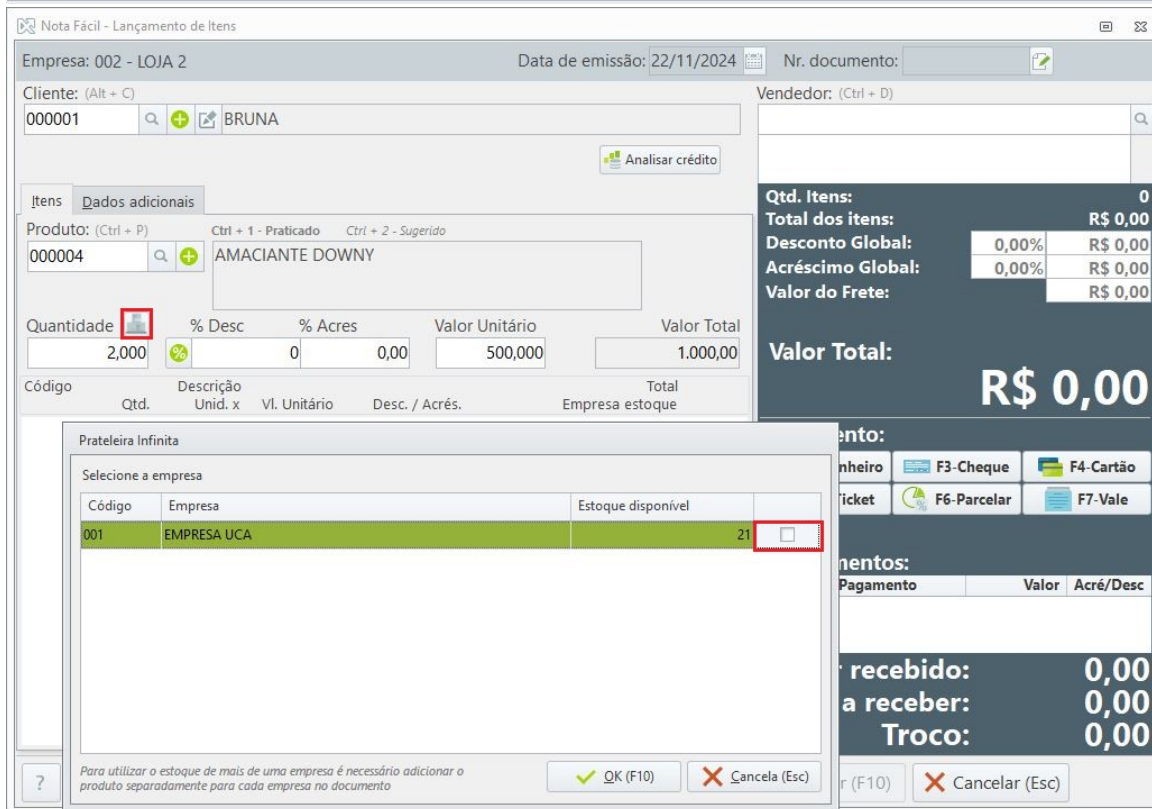 Nota Fácil - Lançamento de Itens
Empresa: 002 - LOJA 2 Data de emissão: 22/11/2024 Nr. documento:
Cliente: (Alt + C) Vendedor: (Ctrl + D)
000001 BRUNA
Analisar crédito
Itens Dados adicionais
Produto: (Ctrl + P) Ctrl + 1 - Praticado Ctrl + 2 - Sugerido
000004 AMACIANTE DOWNY
Quantidade % Desc % Acres Valor Unitário Valor Total
2,000 % 0 0,00 500,000 1.000,00
Código Descrição Total
Qtd. Unid. x Vl. Unitário Desc. / Acrés. Empresa estoque
Qtd. Itens: 0
Total dos itens: R$ 0,00
Desconto Global: 0,00% R$ 0,00
Acréscimo Global: 0,00% R$ 0,00
Valor do Frete: R$ 0,00
Valor Total:
R$ 0,00
ento:
nheiro F3-Cheque F4-Cartão
icket F6-Parcelar F7-Vale
nentos:
Pagamento Valor Acré/Desc
r recebido: 0,00
a receber: 0,00
Troco: 0,00
Prateleira Infinita
Selecione a empresa
Código Empresa Estoque disponível
001 EMPRESA UCA 21
Para utilizar o estoque de mais de uma empresa é necessário adicionar o
produto separadamente para cada empresa no documento
OK (F10) Cancela (Esc)
? r (F10) Cancelar (Esc)